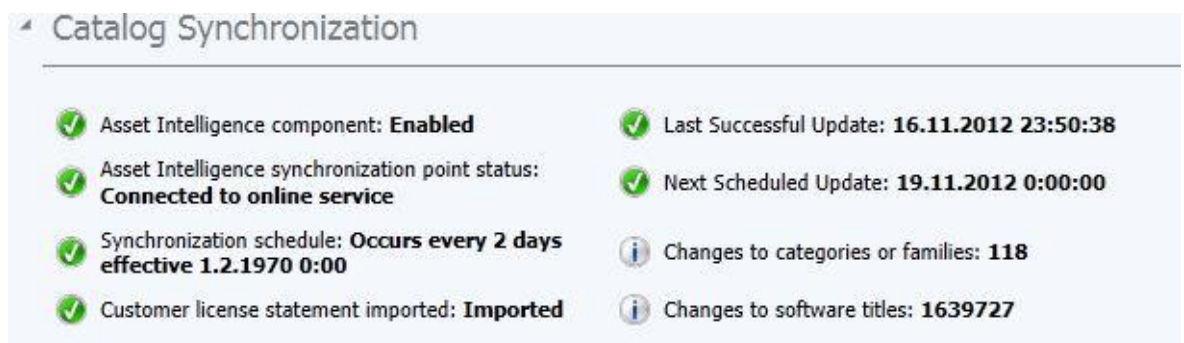 Catalog Synchronization
Asset Intelligence component: Enabled
Asset Intelligence synchronization point status:
Connected to online service
Synchronization schedule: Occurs every 2 days
effective 1.2.1970 0:00
Customer license statement imported: Imported
Last Successful Update: 16.11.2012 23:50:38
Next Scheduled Update: 19.11.2012 0:00:00
Changes to categories or families: 118
Changes to software titles: 1639727